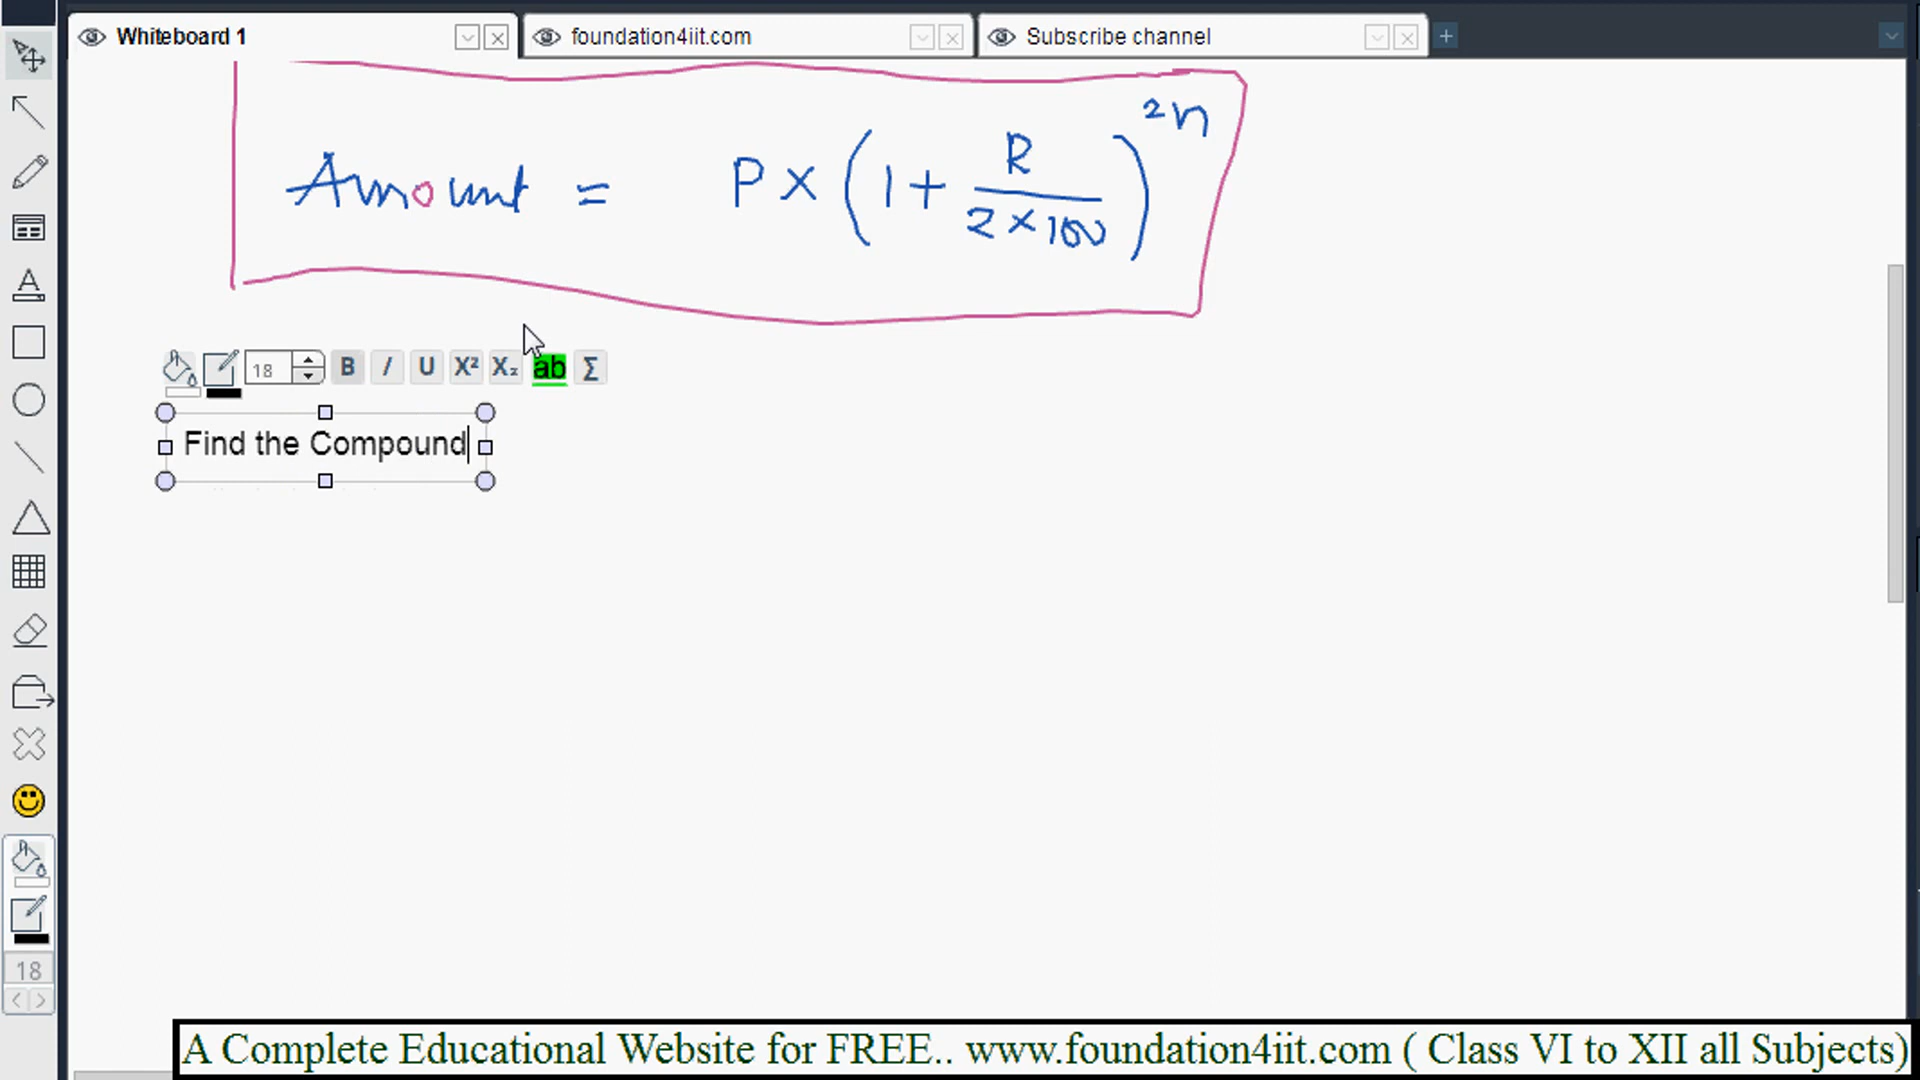 Whiteboard 1 foundation4iit.com Subscribe channel +
Amount = P × (1 + R / 2 × 100)^2n
18 B I U X² X₂ ab Σ
Find the Compound
A
18
A Complete Educational Website for FREE.. www.foundation4iit.com ( Class VI to XII all Subjects)